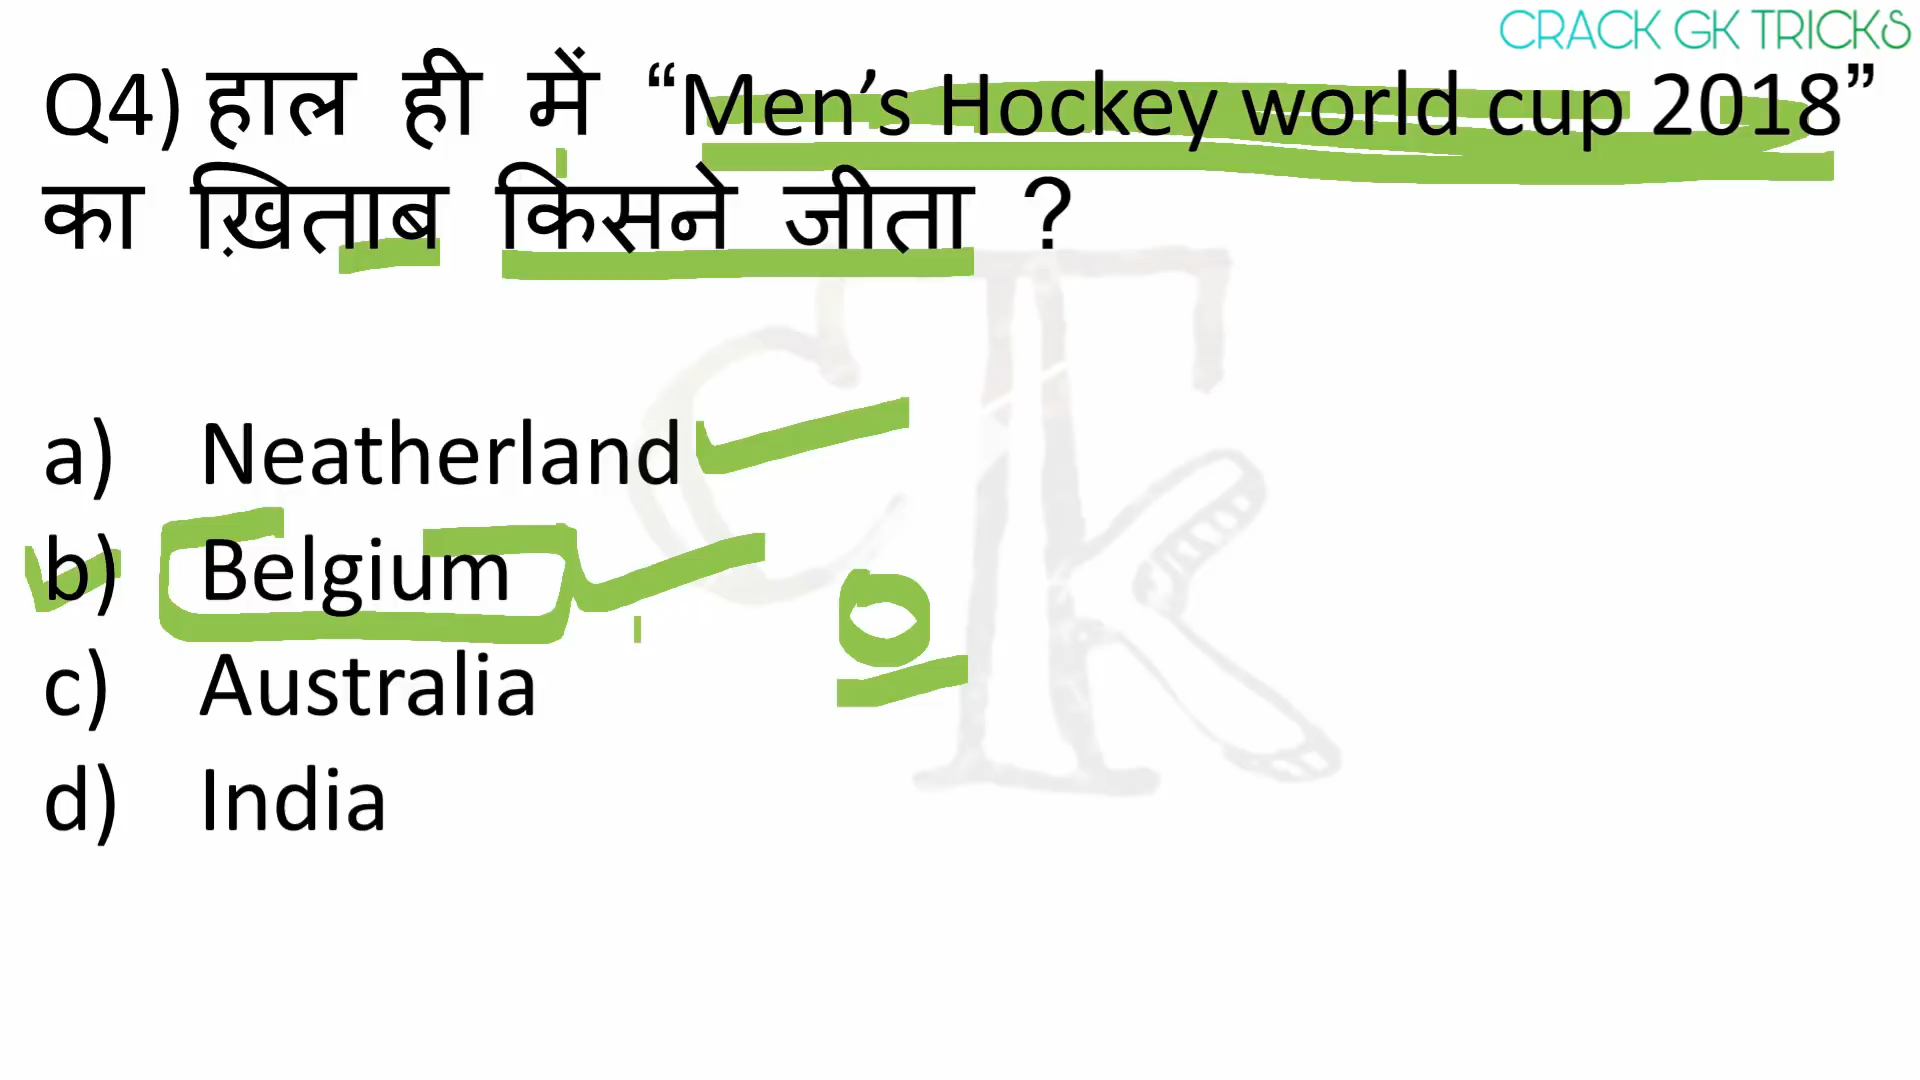 CRACK GK TRICKS
Q4) हाल ही में “Men’s Hockey world cup 2018”
का ख़िताब किसने जीता ?
a) Neatherland
b) Belgium
c) Australia
d) India